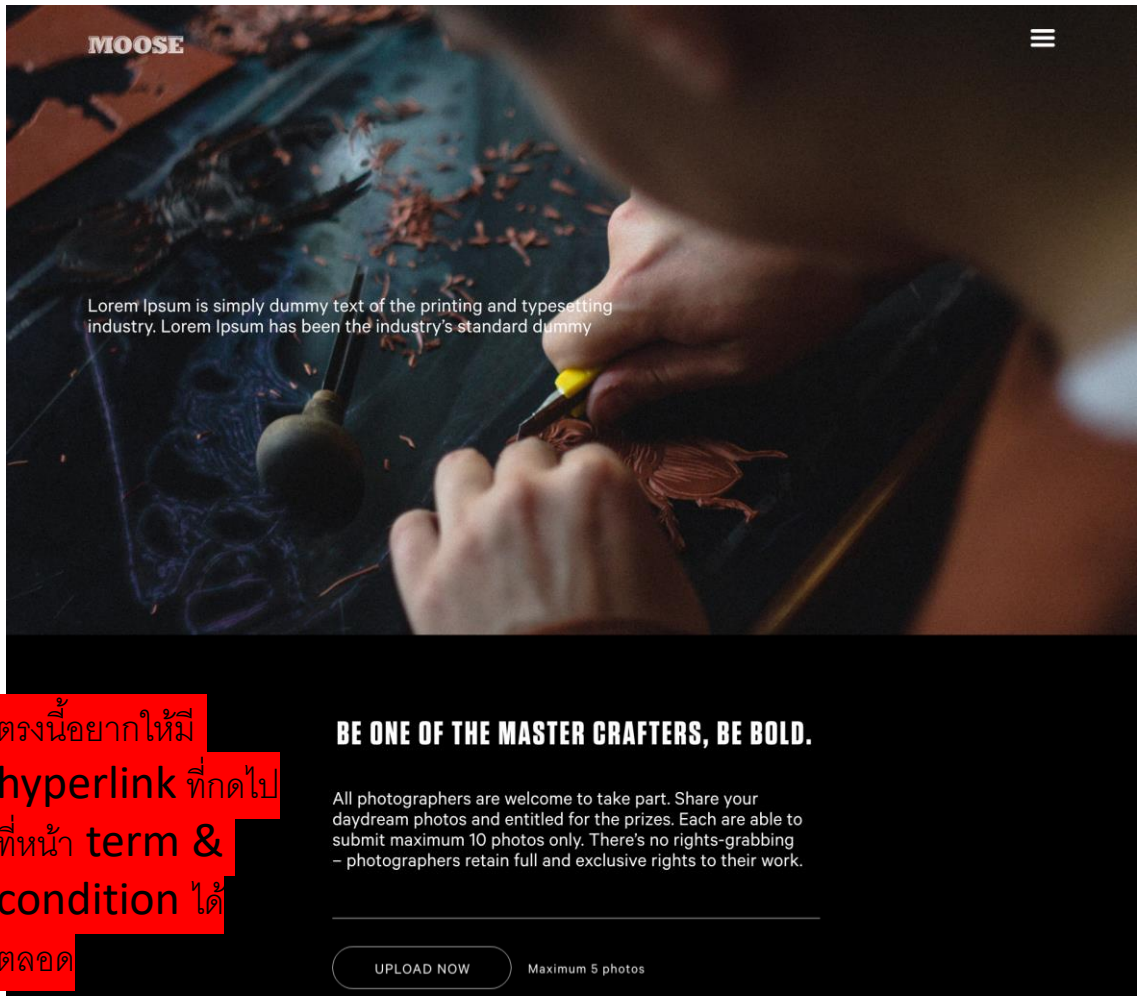 MOOSE
Lorem Ipsum is simply dummy text of the printing and typesetting
industry. Lorem Ipsum has been the industry's standard dummy
ตรงนี้อยากให้มี
hyperlink ที่กดไป
ที่หน้า term &
condition ได้
ตลอด
BE ONE OF THE MASTER CRAFTERS, BE BOLD.
All photographers are welcome to take part. Share your
daydream photos and entitled for the prizes. Each are able to
submit maximum 10 photos only. There's no rights-grabbing
– photographers retain full and exclusive rights to their work.
UPLOAD NOW
Maximum 5 photos